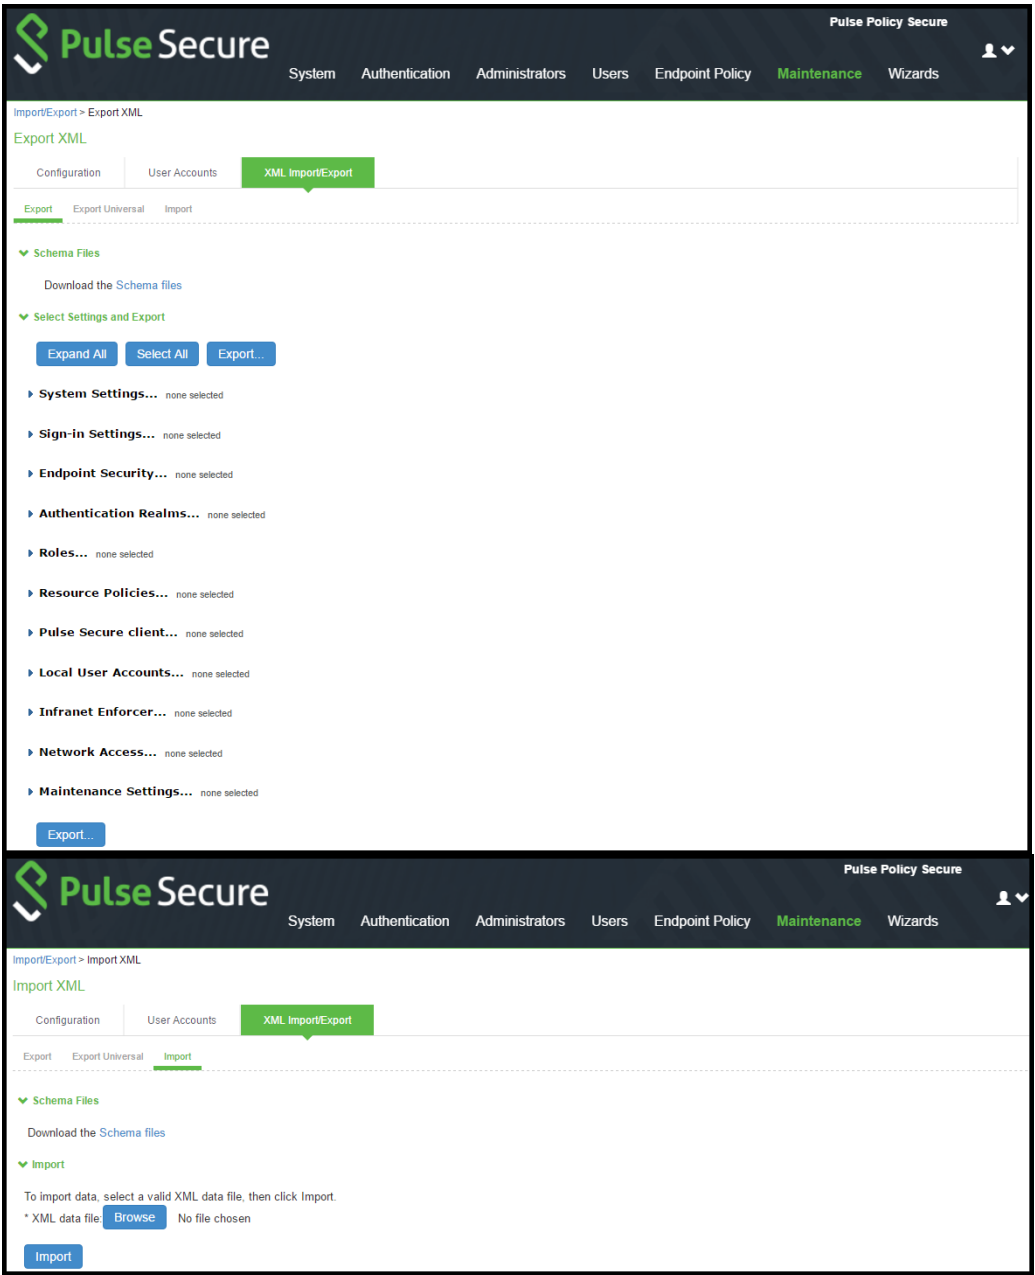 Pulse Policy Secure
Pulse Secure
System Authentication Administrators Users Endpoint Policy Maintenance Wizards
Import/Export > Export XML
Export XML
Configuration User Accounts XML Import/Export
Export Export Universal Import
Schema Files
Download the Schema files
Select Settings and Export
Expand All Select All Export...
System Settings... none selected
Sign-in Settings... none selected
Endpoint Security... none selected
Authentication Realms... none selected
Roles... none selected
Resource Policies... none selected
Pulse Secure client... none selected
Local User Accounts... none selected
Infranet Enforcer... none selected
Network Access... none selected
Maintenance Settings... none selected
Export...
Pulse Policy Secure
Pulse Secure
System Authentication Administrators Users Endpoint Policy Maintenance Wizards
Import/Export > Import XML
Import XML
Configuration User Accounts XML Import/Export
Export Export Universal Import
Schema Files
Download the Schema files
Import
To import data, select a valid XML data file, then click Import.
* XML data file: Browse No file chosen
Import